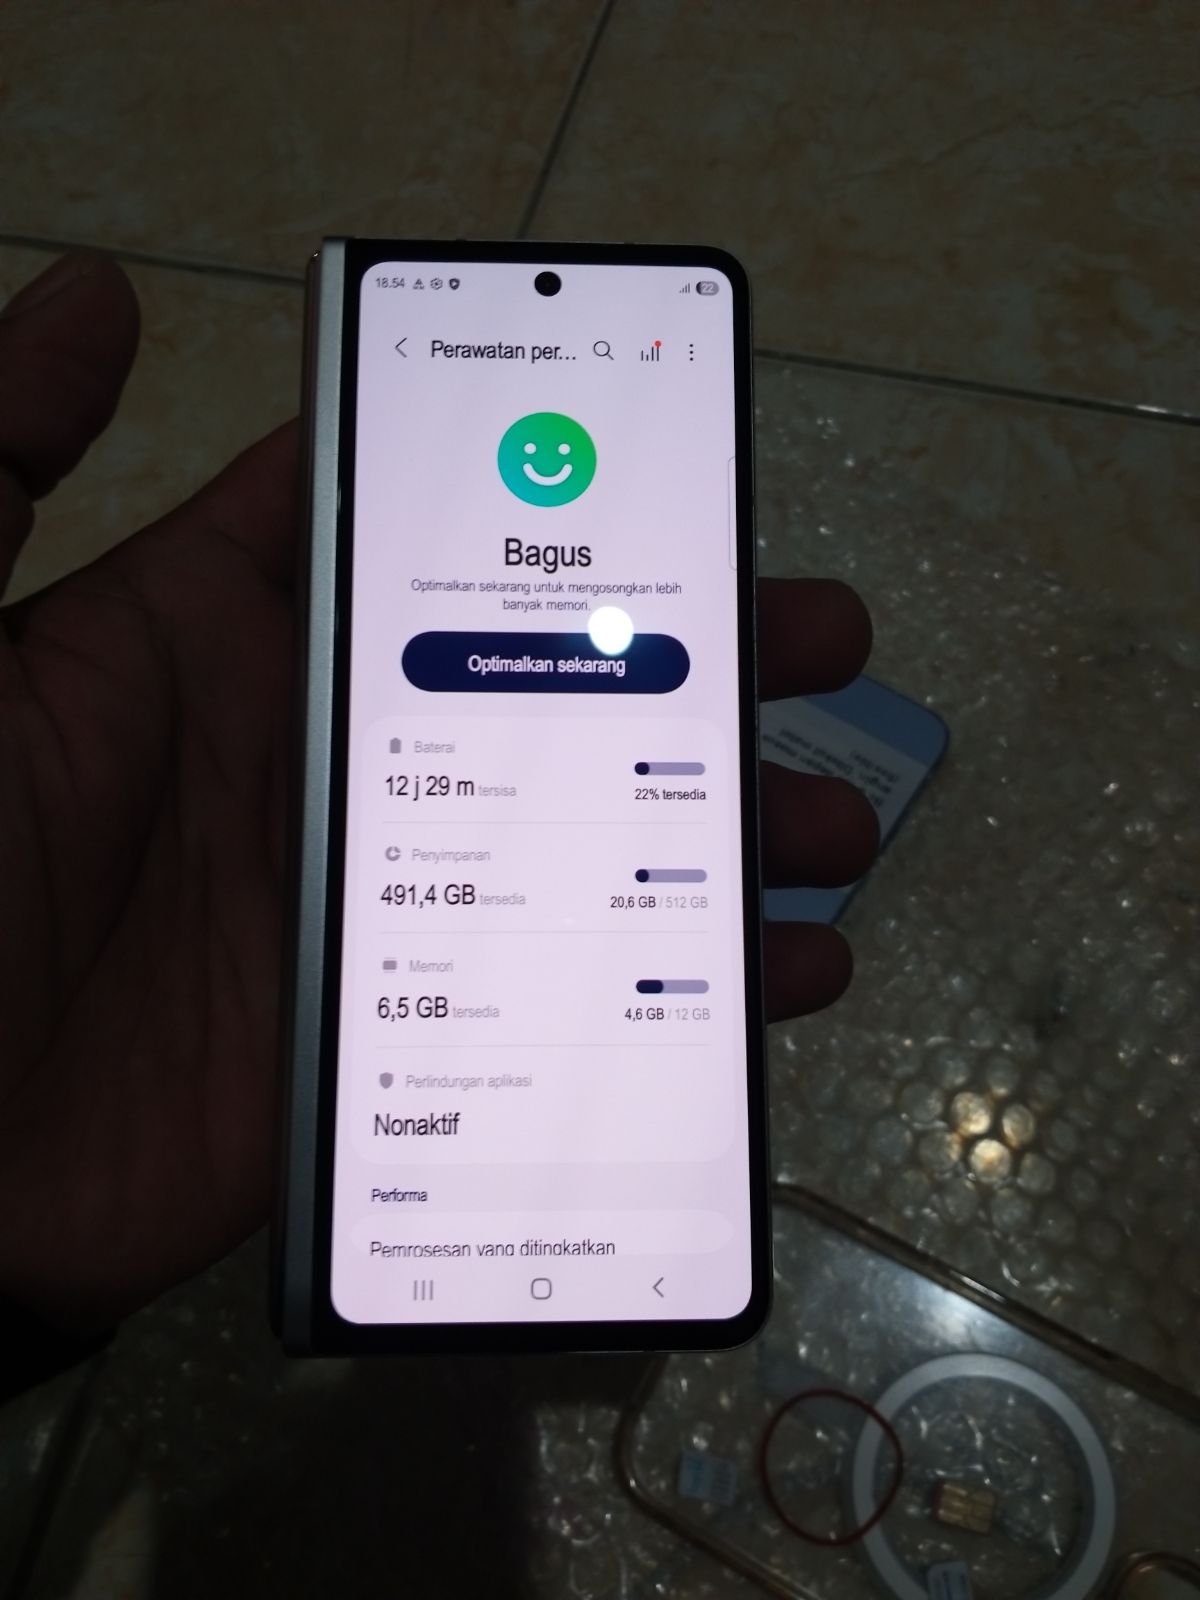 18.54
22
Perawatan per...
Bagus
Optimalkan sekarang untuk mengosongkan lebih
banyak memori.
Optimalkan sekarang
Baterai
12 j 29 m tersisa
22% tersedia
Penyimpanan
491,4 GB tersedia
20,6 GB / 512 GB
Memori
6,5 GB tersedia
4,6 GB / 12 GB
Perlindungan aplikasi
Nonaktif
Performa
Pemrosesan yang ditingkatkan